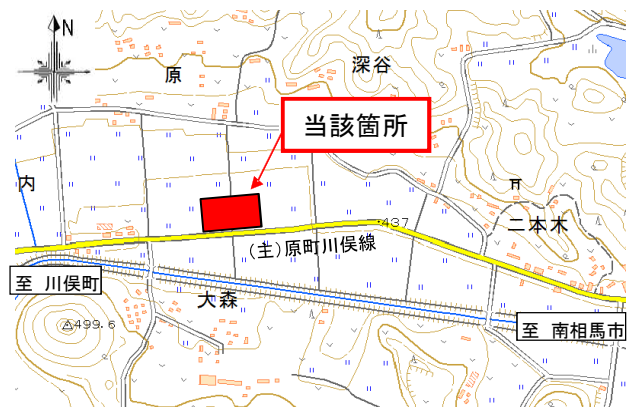 N
深谷
原
当該箇所
内
二本木
・437
(主)原町川俣線
至 川俣町
大森
499.6
至 南相馬市